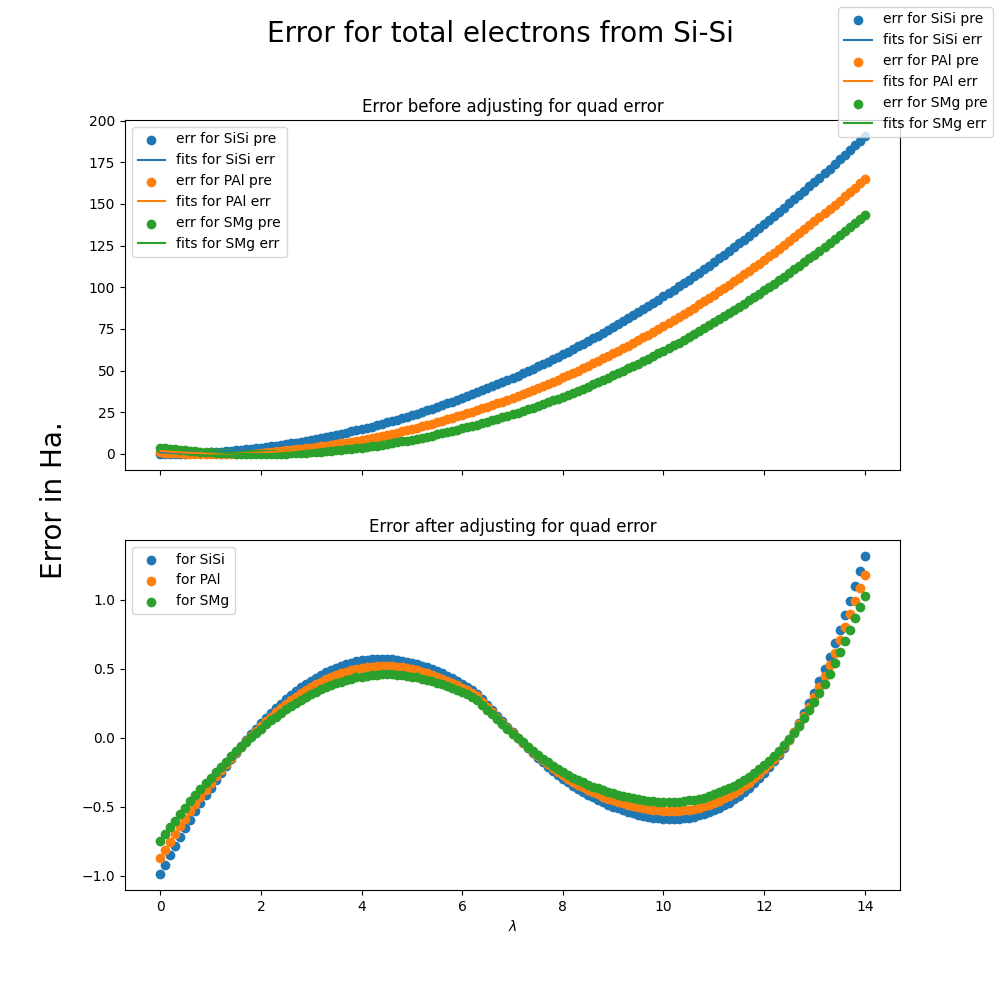 Error for total electrons from Si-Si
err for SiSi pre
fits for SiSi err
err for PAl pre
fits for PAl err
err for SMg pre
fits for SMg err
Error before adjusting for quad error
err for SiSi pre
fits for SiSi err
err for PAl pre
fits for PAl err
err for SMg pre
fits for SMg err
200
175
150
125
100
75
50
25
0
Error in Ha.
Error after adjusting for quad error
for SiSi
for PAl
for SMg
1.0
0.5
0.0
−0.5
−1.0
0 2 4 6 8 10 12 14
λ